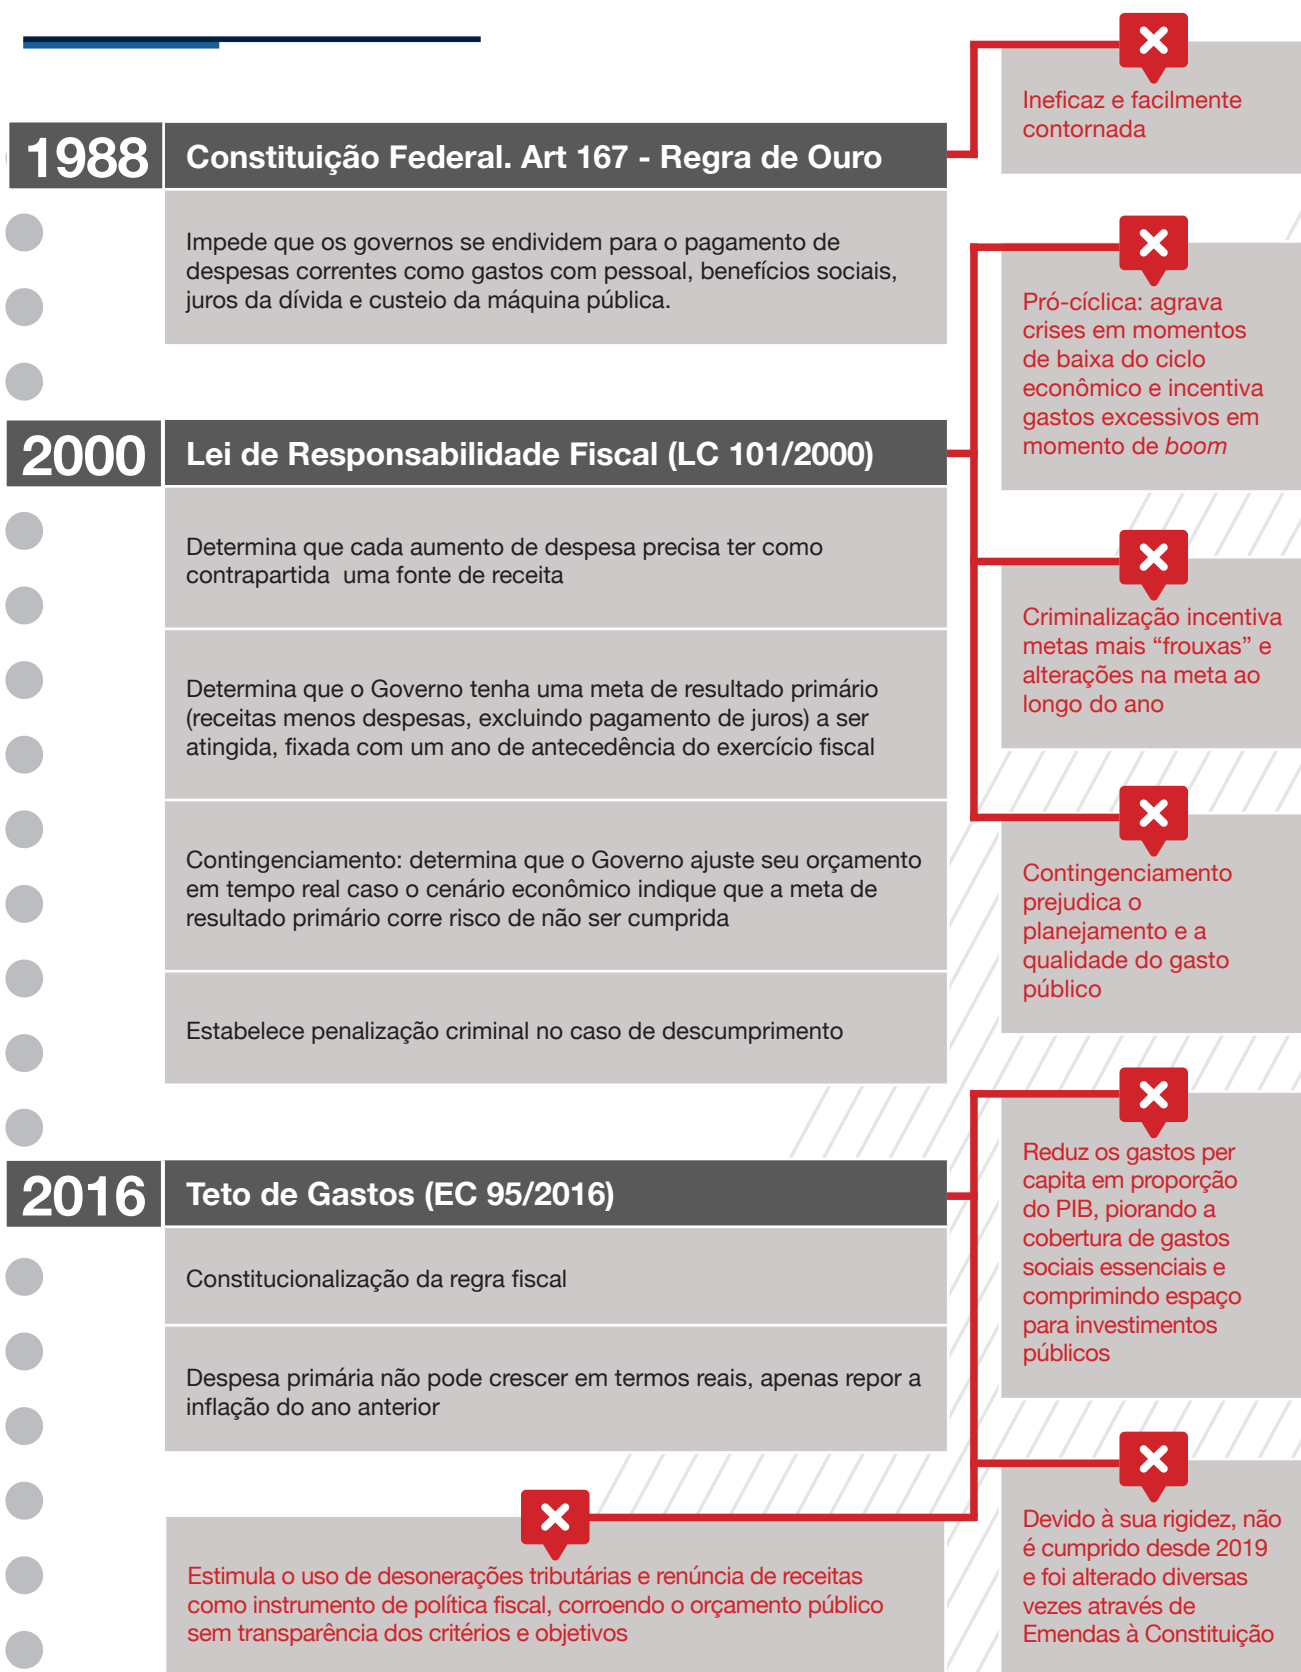 1988
Constituição Federal. Art 167 - Regra de Ouro
Impede que os governos se endividem para o pagamento de
despesas correntes como gastos com pessoal, benefícios sociais,
juros da dívida e custeio da máquina pública.
Ineficaz e facilmente
contornada
2000
Lei de Responsabilidade Fiscal (LC 101/2000)
Determina que cada aumento de despesa precisa ter como
contrapartida uma fonte de receita
Determina que o Governo tenha uma meta de resultado primário
(receitas menos despesas, excluindo pagamento de juros) a ser
atingida, fixada com um ano de antecedência do exercício fiscal
Contingenciamento: determina que o Governo ajuste seu orçamento
em tempo real caso o cenário econômico indique que a meta de
resultado primário corre risco de não ser cumprida
Estabelece penalização criminal no caso de descumprimento
Pró-cíclica: agrava
crises em momentos
de baixa do ciclo
econômico e incentiva
gastos excessivos em
momento de boom
Criminalização incentiva
metas mais “frouxas” e
alterações na meta ao
longo do ano
Contingenciamento
prejudica o
planejamento e a
qualidade do gasto
público
2016
Teto de Gastos (EC 95/2016)
Constitucionalização da regra fiscal
Despesa primária não pode crescer em termos reais, apenas repor a
inflação do ano anterior
Reduz os gastos per
capita em proporção
do PIB, piorando a
cobertura de gastos
sociais essenciais e
comprimindo espaço
para investimentos
públicos
Estimula o uso de desonerações tributárias e renúncia de receitas
como instrumento de política fiscal, corroendo o orçamento público
sem transparência dos critérios e objetivos
Devido à sua rigidez, não
é cumprido desde 2019
e foi alterado diversas
vezes através de
Emendas à Constituição